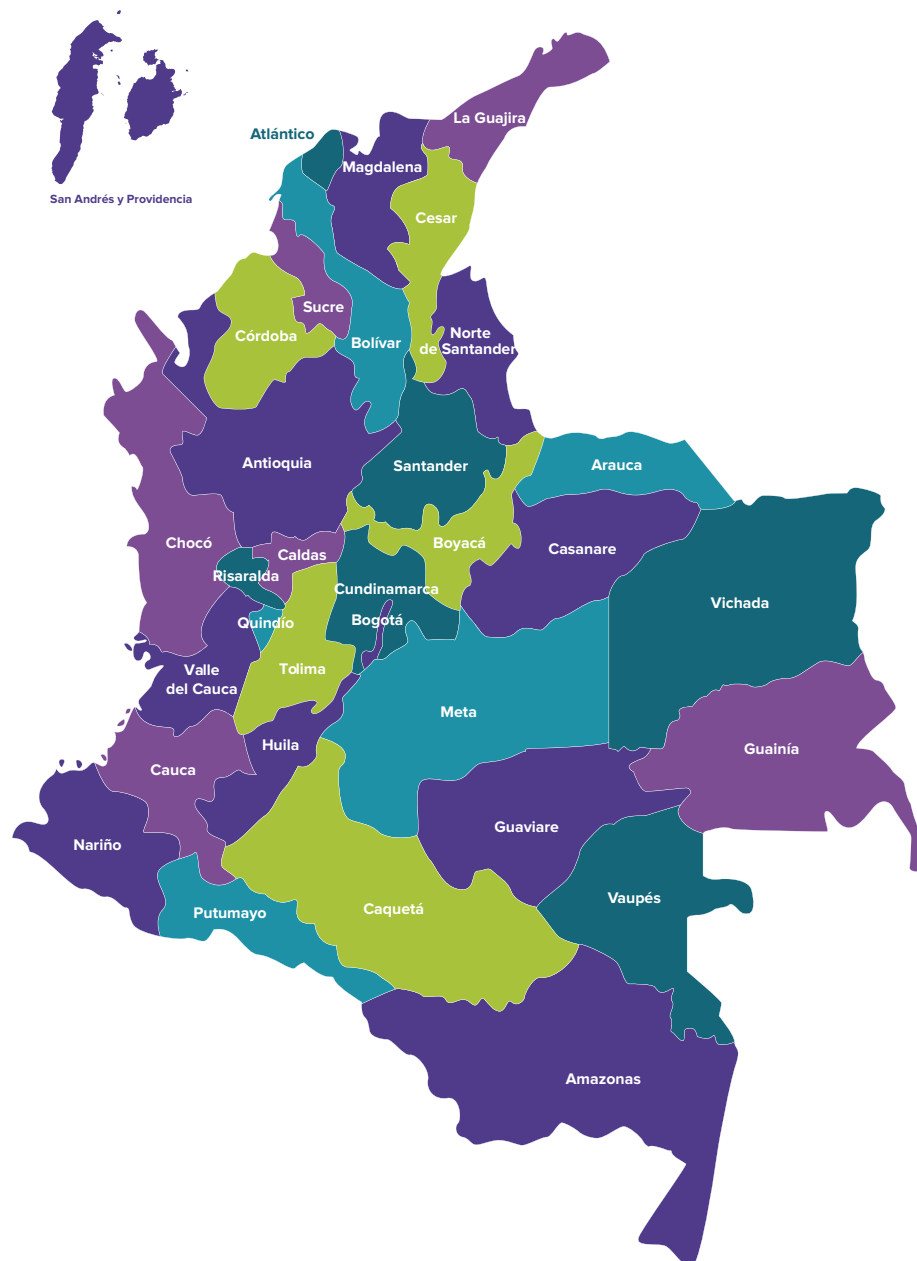 La Guajira
Atlántico
Magdalena
San Andrés y Providencia
Cesar
Sucre
Córdoba
Bolívar
Norte
de Santander
Antioquia
Santander
Arauca
Chocó
Caldas
Boyacá
Casanare
Risaralda
Cundinamarca
Vichada
Quindío
Bogotá
Valle
del Cauca
Tolima
Meta
Huila
Guainía
Cauca
Guaviare
Nariño
Vaupés
Putumayo
Caquetá
Amazonas